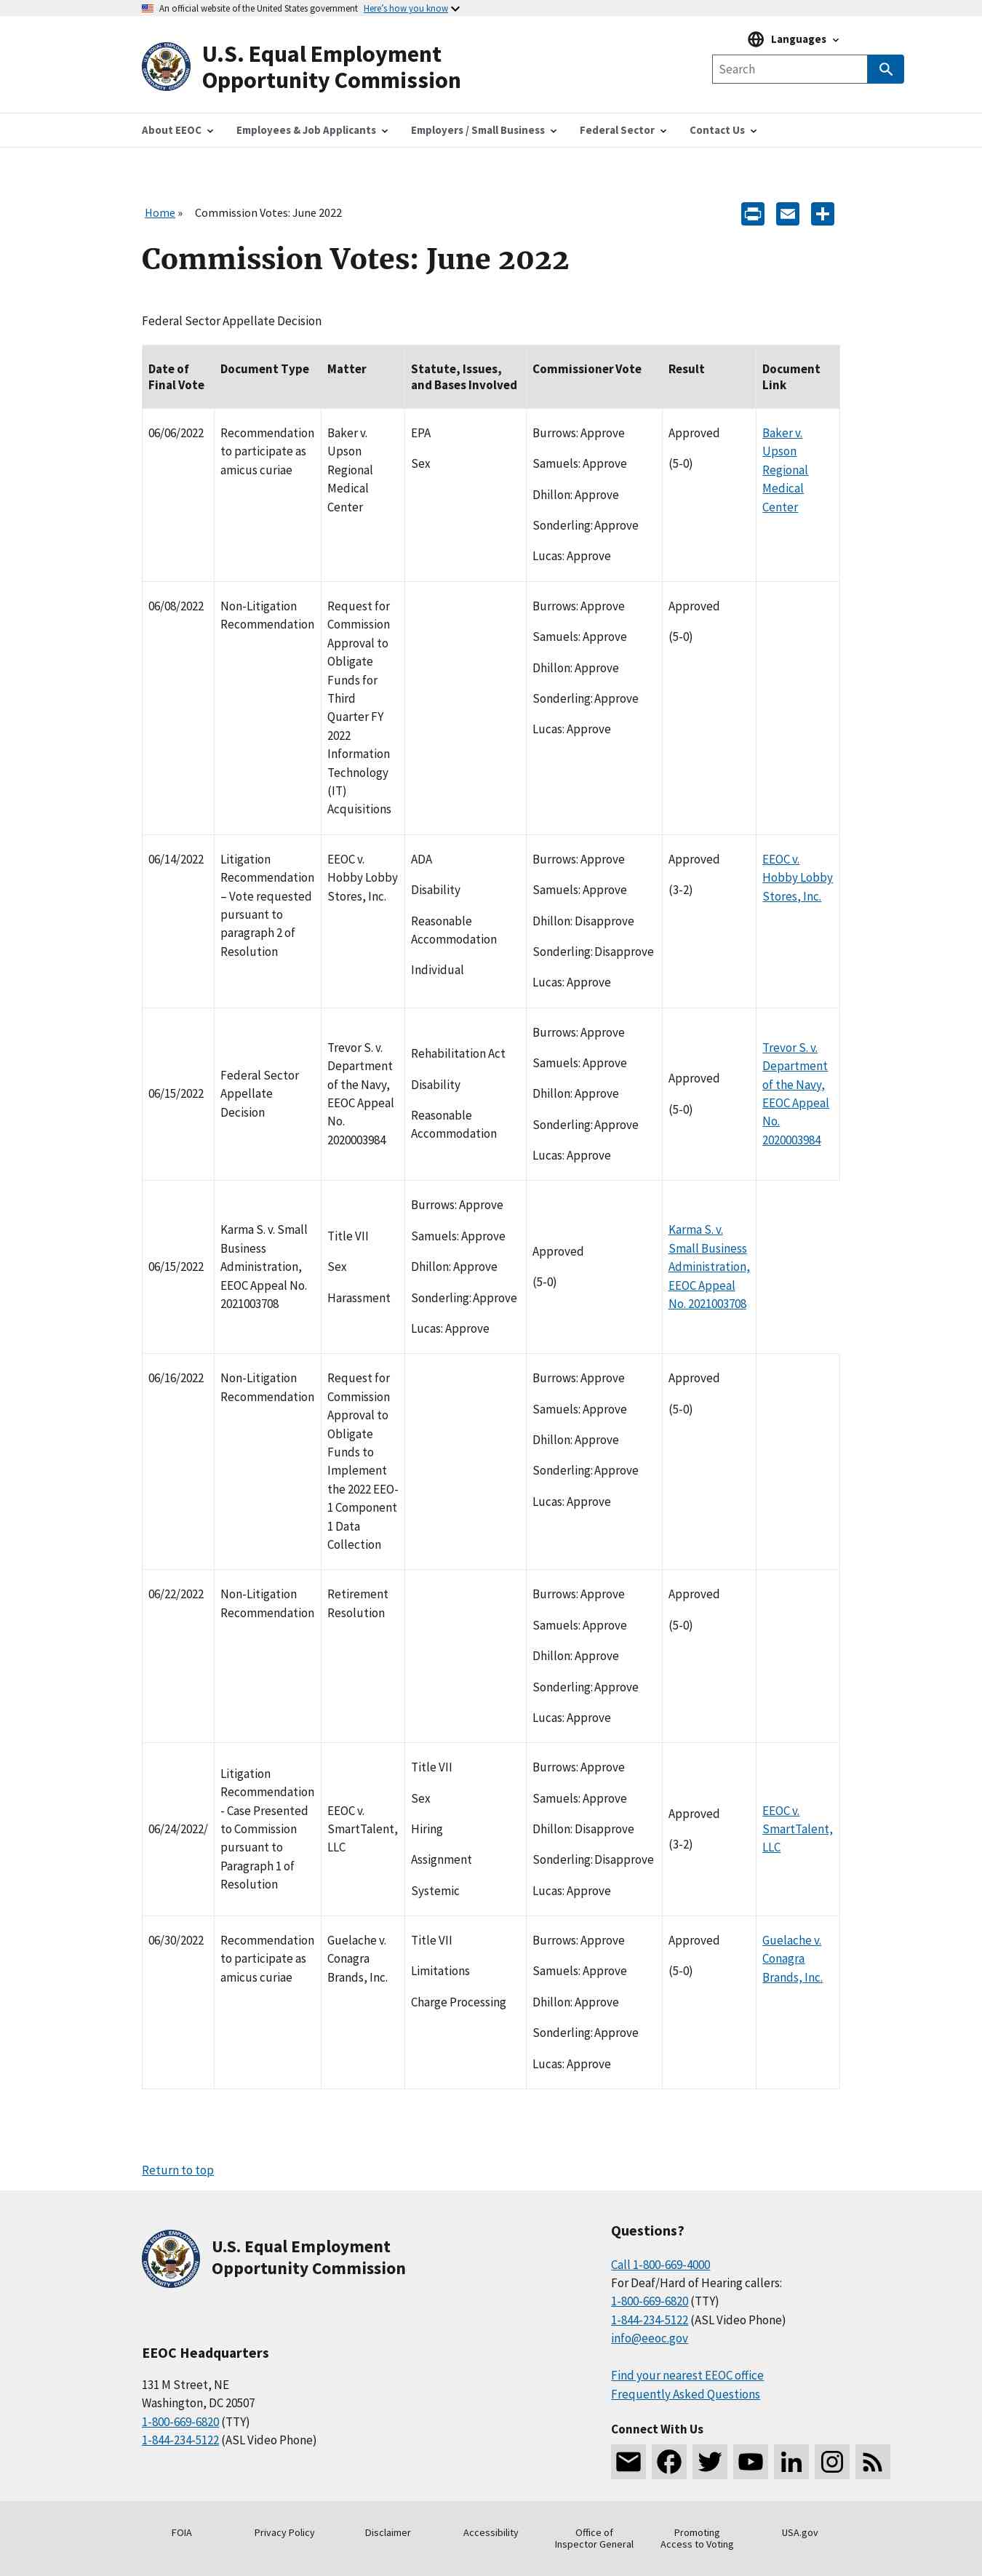 An official website of the United States government Here's how you know
U.S. Equal Employment
Opportunity Commission
Languages
Search
About EEOC
Employees & Job Applicants
Employers / Small Business
Federal Sector
Contact Us
Home » Commission Votes: June 2022
Commission Votes: June 2022
Federal Sector Appellate Decision
Date of
Final Vote
Document Type
Matter
Statute, Issues,
and Bases Involved
Commissioner Vote
Result
Document
Link
06/06/2022
Recommendation
to participate as
amicus curiae
Baker v.
Upson
Regional
Medical
Center
EPA
Sex
Burrows: Approve
Samuels: Approve
Dhillon: Approve
Sonderling: Approve
Lucas: Approve
Approved
(5-0)
Baker v.
Upson
Regional
Medical
Center
06/08/2022
Non-Litigation
Recommendation
Request for
Commission
Approval to
Obligate
Funds for
Third
Quarter FY
2022
Information
Technology
(IT)
Acquisitions
Burrows: Approve
Samuels: Approve
Dhillon: Approve
Sonderling: Approve
Lucas: Approve
Approved
(5-0)
06/14/2022
Litigation
Recommendation
– Vote requested
pursuant to
paragraph 2 of
Resolution
EEOC v.
Hobby Lobby
Stores, Inc.
ADA
Disability
Reasonable
Accommodation
Individual
Burrows: Approve
Samuels: Approve
Dhillon: Disapprove
Sonderling: Disapprove
Lucas: Approve
Approved
(3-2)
EEOC v.
Hobby Lobby
Stores, Inc.
06/15/2022
Federal Sector
Appellate
Decision
Trevor S. v.
Department
of the Navy,
EEOC Appeal
No.
2020003984
Rehabilitation Act
Disability
Reasonable
Accommodation
Burrows: Approve
Samuels: Approve
Dhillon: Approve
Sonderling: Approve
Lucas: Approve
Approved
(5-0)
Trevor S. v.
Department
of the Navy,
EEOC Appeal
No.
2020003984
06/15/2022
Karma S. v. Small
Business
Administration,
EEOC Appeal No.
2021003708
Title VII
Sex
Harassment
Burrows: Approve
Samuels: Approve
Dhillon: Approve
Sonderling: Approve
Lucas: Approve
Approved
(5-0)
Karma S. v.
Small Business
Administration,
EEOC Appeal
No. 2021003708
06/16/2022
Non-Litigation
Recommendation
Request for
Commission
Approval to
Obligate
Funds to
Implement
the 2022 EEO-
1 Component
1 Data
Collection
Burrows: Approve
Samuels: Approve
Dhillon: Approve
Sonderling: Approve
Lucas: Approve
Approved
(5-0)
06/22/2022
Non-Litigation
Recommendation
Retirement
Resolution
Burrows: Approve
Samuels: Approve
Dhillon: Approve
Sonderling: Approve
Lucas: Approve
Approved
(5-0)
06/24/2022/
Litigation
Recommendation
- Case Presented
to Commission
pursuant to
Paragraph 1 of
Resolution
EEOC v.
SmartTalent,
LLC
Title VII
Sex
Hiring
Assignment
Systemic
Burrows: Approve
Samuels: Approve
Dhillon: Disapprove
Sonderling: Disapprove
Lucas: Approve
Approved
(3-2)
EEOC v.
SmartTalent,
LLC
06/30/2022
Recommendation
to participate as
amicus curiae
Guelache v.
Conagra
Brands, Inc.
Title VII
Limitations
Charge Processing
Burrows: Approve
Samuels: Approve
Dhillon: Approve
Sonderling: Approve
Lucas: Approve
Approved
(5-0)
Guelache v.
Conagra
Brands, Inc.
Return to top
U.S. Equal Employment
Opportunity Commission
EEOC Headquarters
131 M Street, NE
Washington, DC 20507
1-800-669-6820 (TTY)
1-844-234-5122 (ASL Video Phone)
Questions?
Call 1-800-669-4000
For Deaf/Hard of Hearing callers:
1-800-669-6820 (TTY)
1-844-234-5122 (ASL Video Phone)
info@eeoc.gov
Find your nearest EEOC office
Frequently Asked Questions
Connect With Us
FOIA
Privacy Policy
Disclaimer
Accessibility
Office of
Inspector General
Promoting
Access to Voting
USA.gov